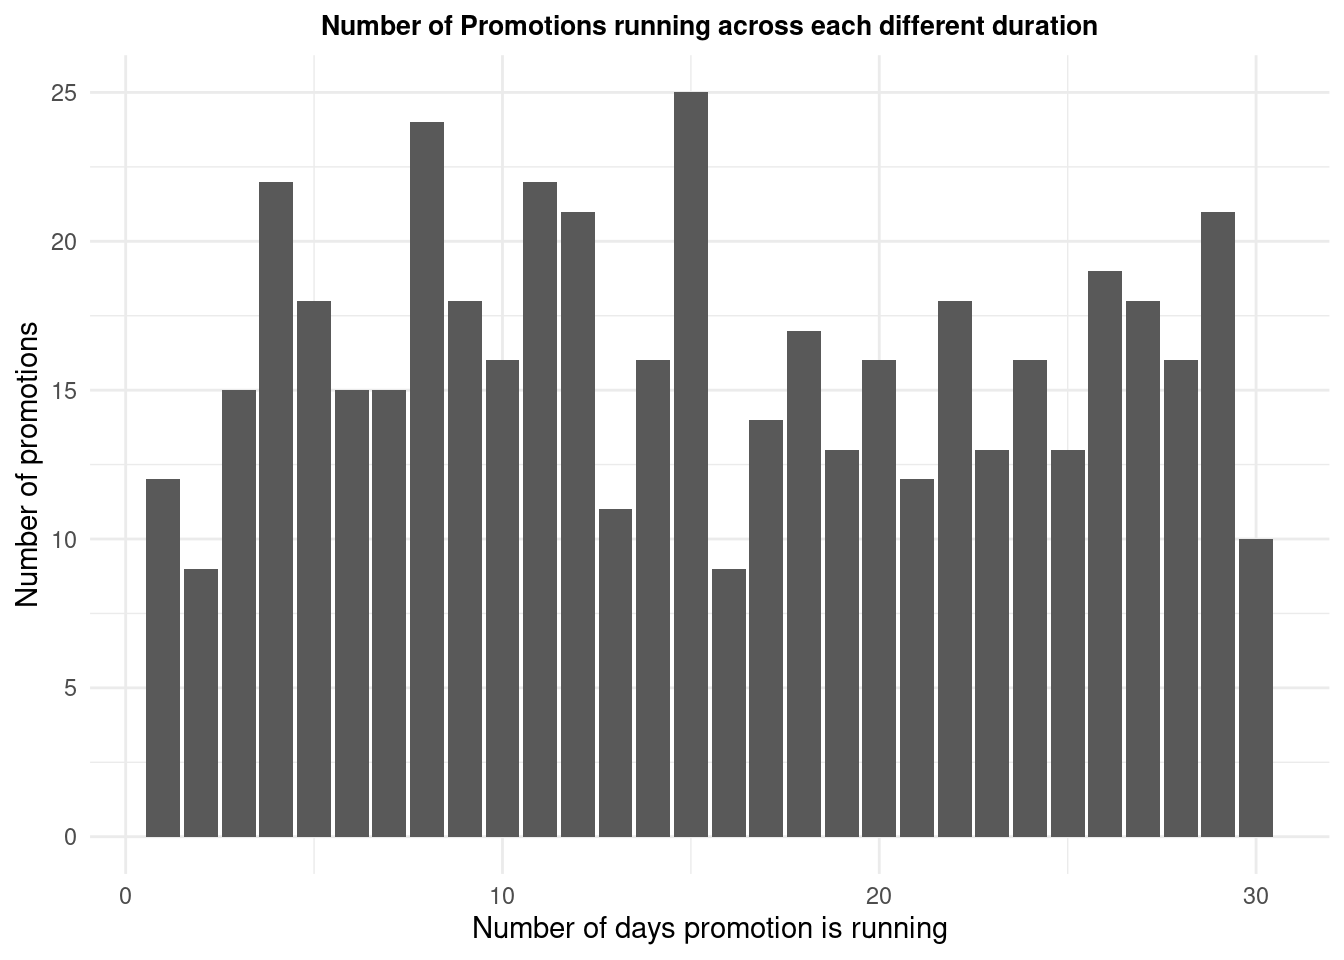 Number of Promotions running across each different duration
Number of promotions
25
20
15
10
5
0
0 10 20 30
Number of days promotion is running